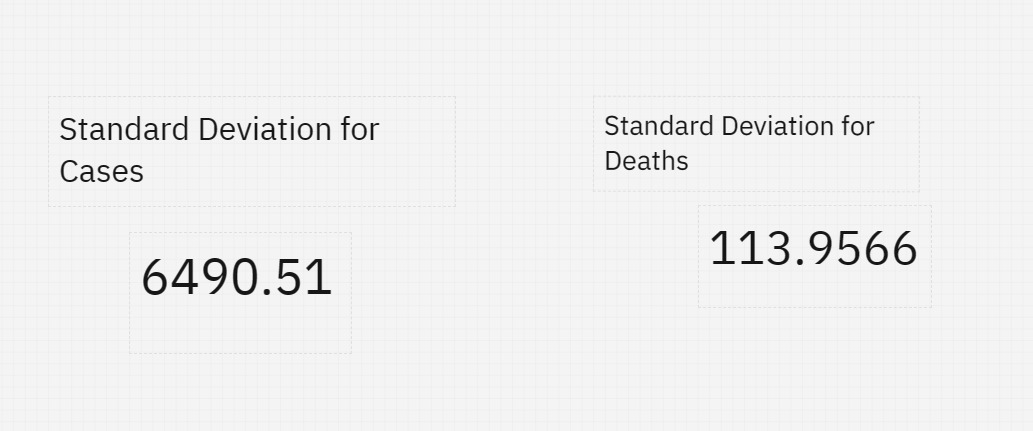 Standard Deviation for
Cases
6490.51
Standard Deviation for
Deaths
113.9566